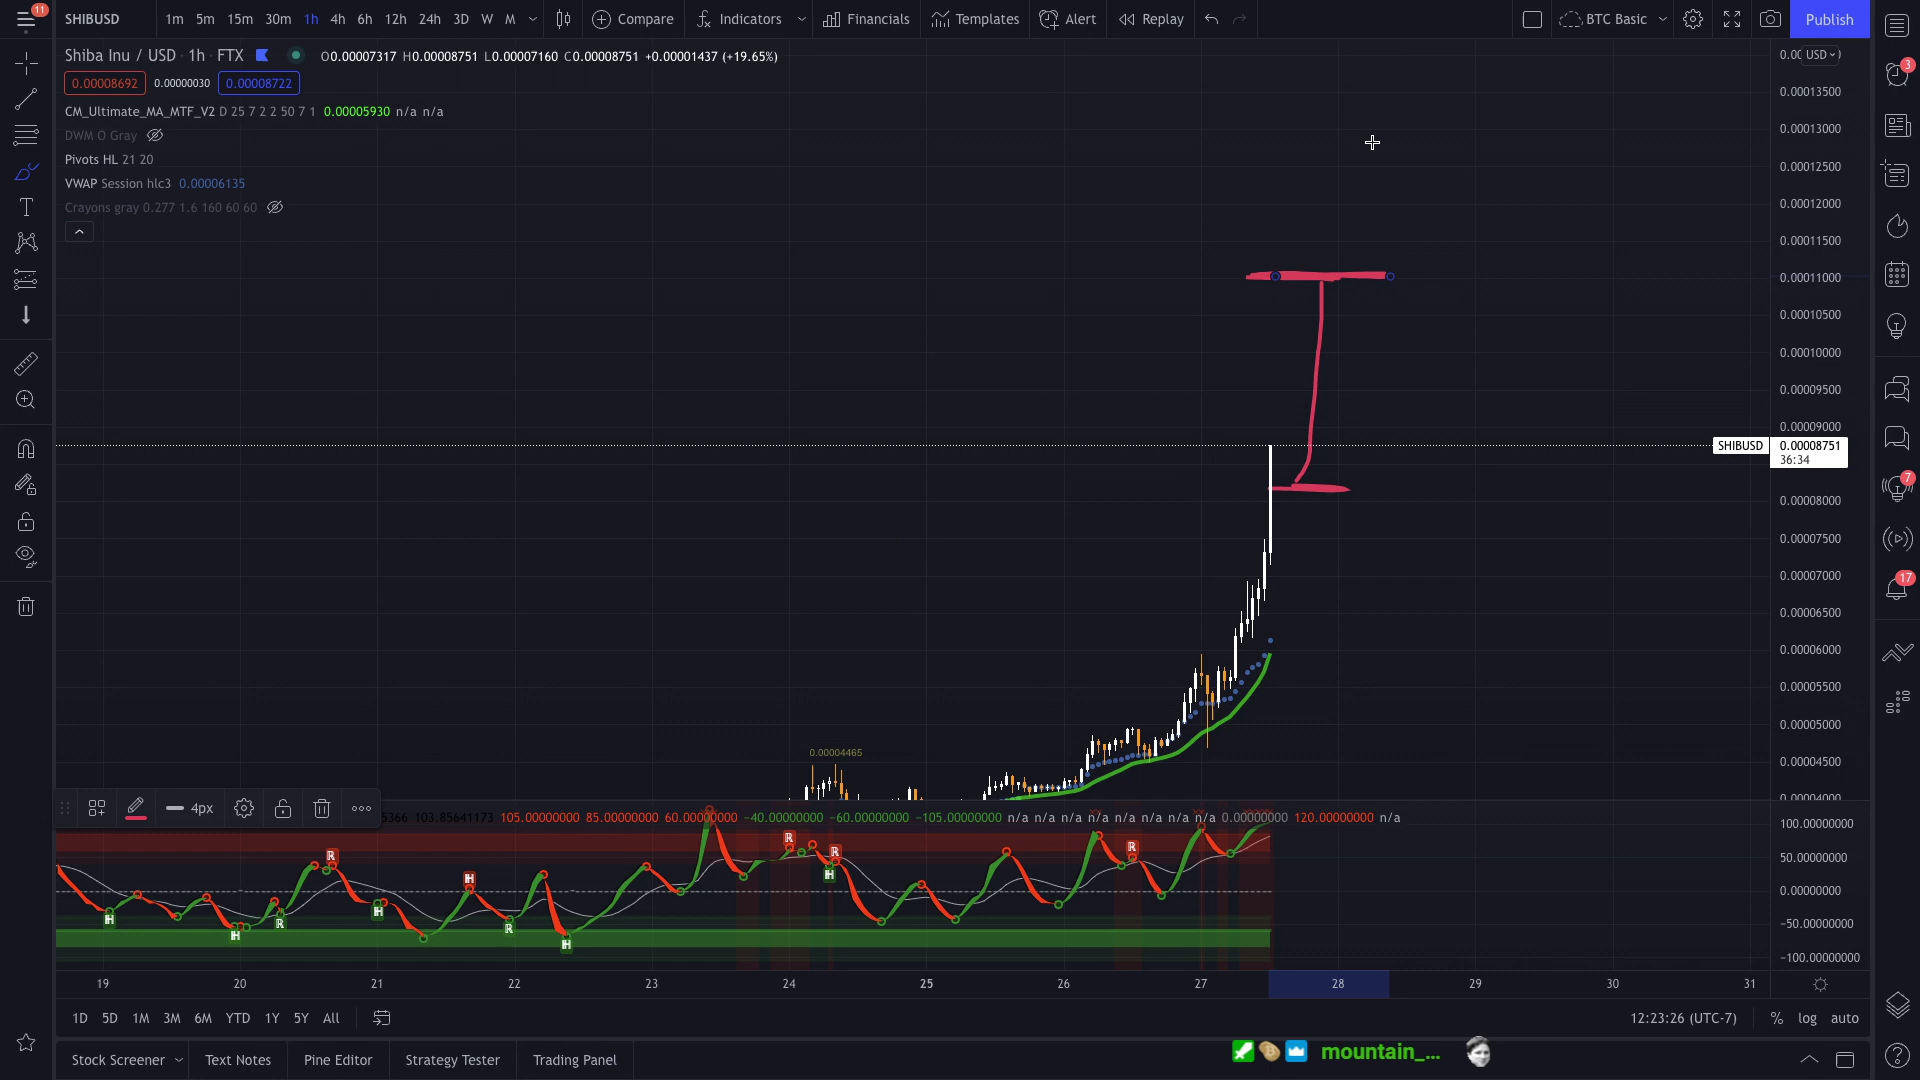 11
SHIBUSD 1m 5m 15m 30m 1h 4h 6h 12h 24h 3D W M Compare Indicators Financials Templates Alert Replay BTC Basic Publish
Shiba Inu / USD · 1h · FTX O0.00007317 H0.00008751 L0.00007160 C0.00008751 +0.00001437 (+19.65%)
USD
0.00008692 0.00000030 0.00008722
3
0.00013500
CM_Ultimate_MA_MTF_V2 D 25 7 2 2 50 7 1 0.00005930 n/a n/a
0.00013000
DWM O Gray
Pivots HL 21 20
0.00012500
VWAP Session hlc3 0.00006135
0.00012000
Crayons gray 0.277 1.6 160 60 60
0.00011500
0.00011000
0.00010500
0.00010000
0.00009500
0.00009000
SHIBUSD 0.00008751
36:34
7
0.00008000
0.00007500
0.00007000
17
0.00006500
0.00006000
0.00005500
0.00005000
0.00004465
0.00004500
0.00004000
4px
5366 103.85641173 105.00000000 85.00000000 60.00000000 −40.00000000 −60.00000000 −105.00000000 n/a n/a n/a n/a n/a n/a n/a n/a 0.00000000 120.00000000 n/a
100.00000000
R R R R
50.00000000
H H
0.00000000
H H R R
−50.00000000
H H
−100.00000000
19 20 21 22 23 24 25 26 27 28 29 30 31
1D 5D 1M 3M 6M YTD 1Y 5Y All 12:23:26 (UTC-7) % log auto
Stock Screener Text Notes Pine Editor Strategy Tester Trading Panel mountain_...